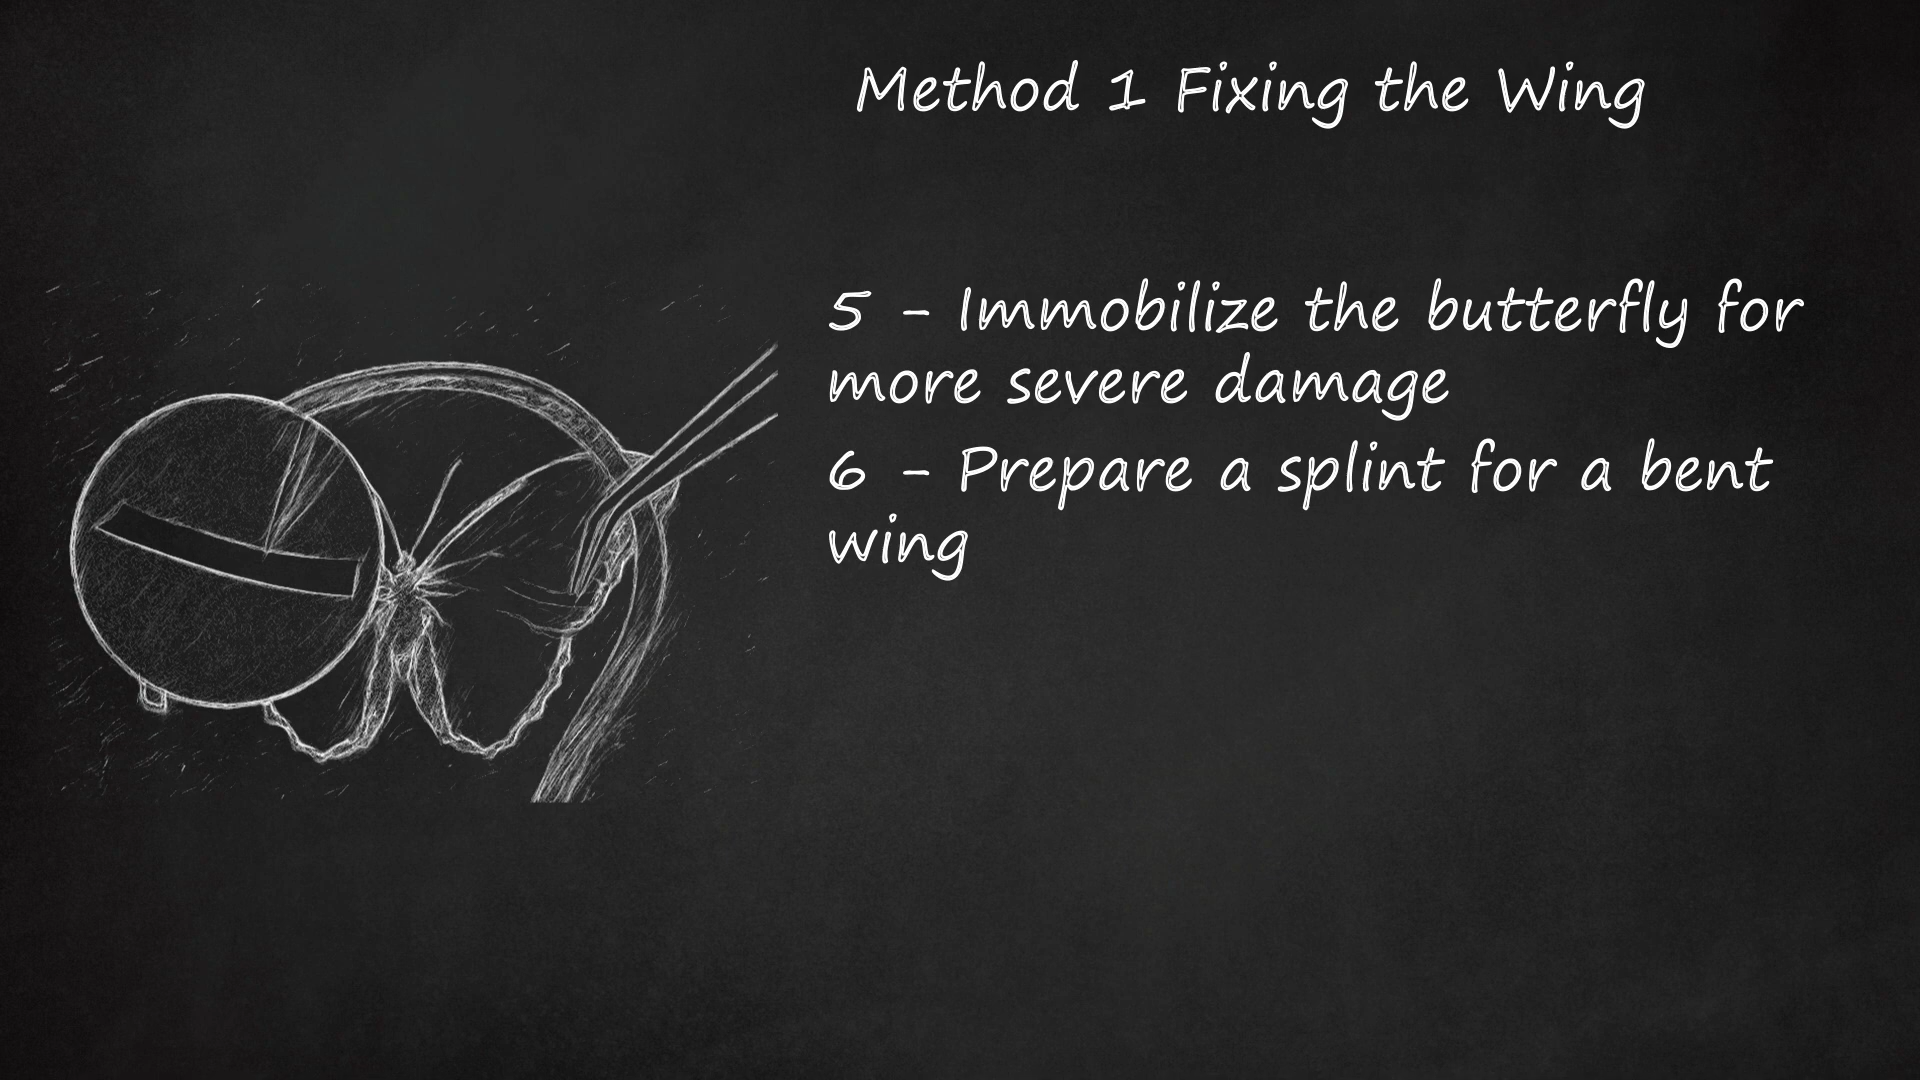 Method 1 Fixing the Wing
5 - Immobilize the butterfly for
more severe damage
6 - Prepare a splint for a bent
wing